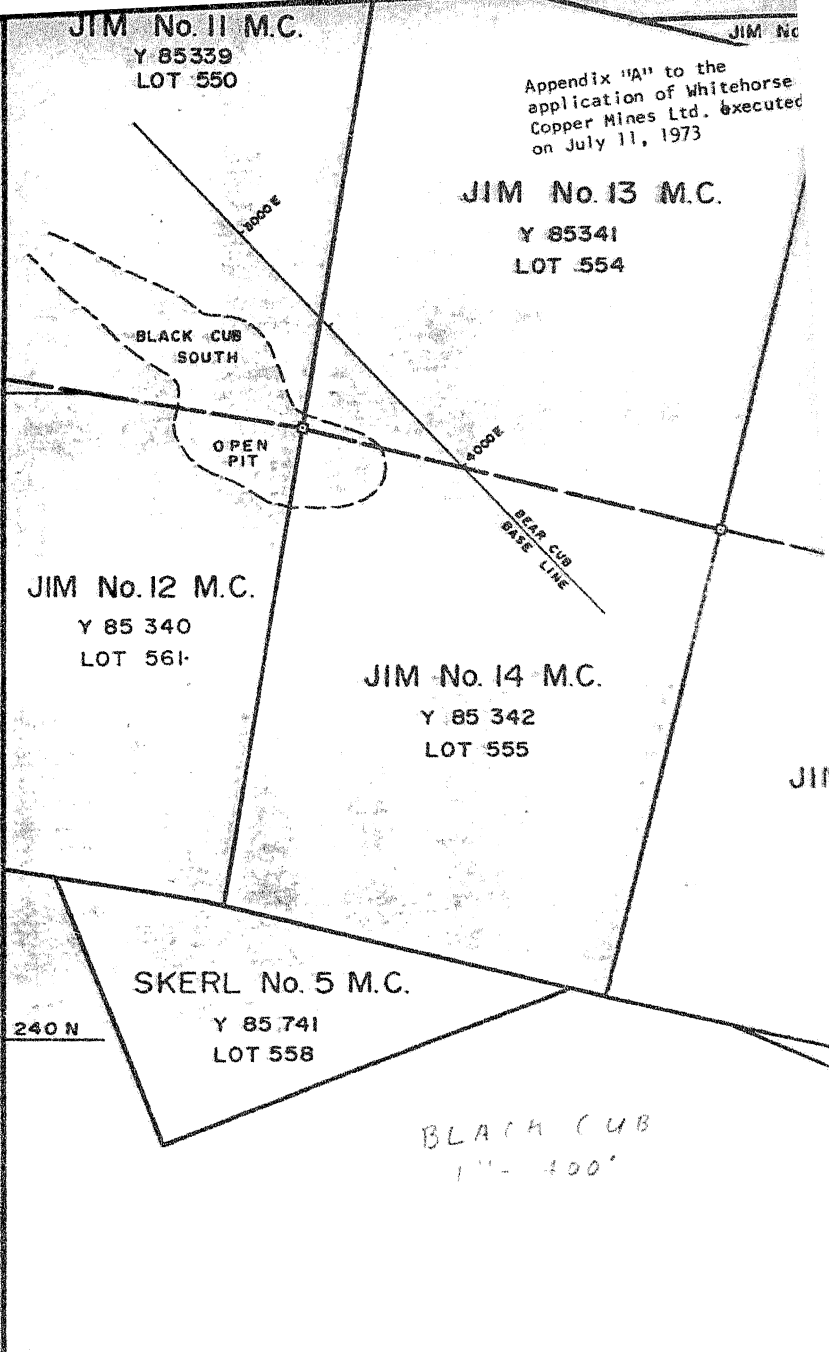 JIM No. 11 M.C.
Y 85339
LOT 550
JIM No
Appendix "A" to the
application of Whitehorse
Copper Mines Ltd. executed
on July 11, 1973
JIM No. 13 M.C.
Y 85341
LOT 554
3000E
BLACK CUB
SOUTH
OPEN
PIT
4000E
BEAR CUB
BASE LINE
JIM No. 12 M.C.
Y 85 340
LOT 561
JIM No. 14 M.C.
Y 85 342
LOT 555
JIM
SKERL No. 5 M.C.
Y 85 741
LOT 558
240 N
BLACK CUB
1" - 400'